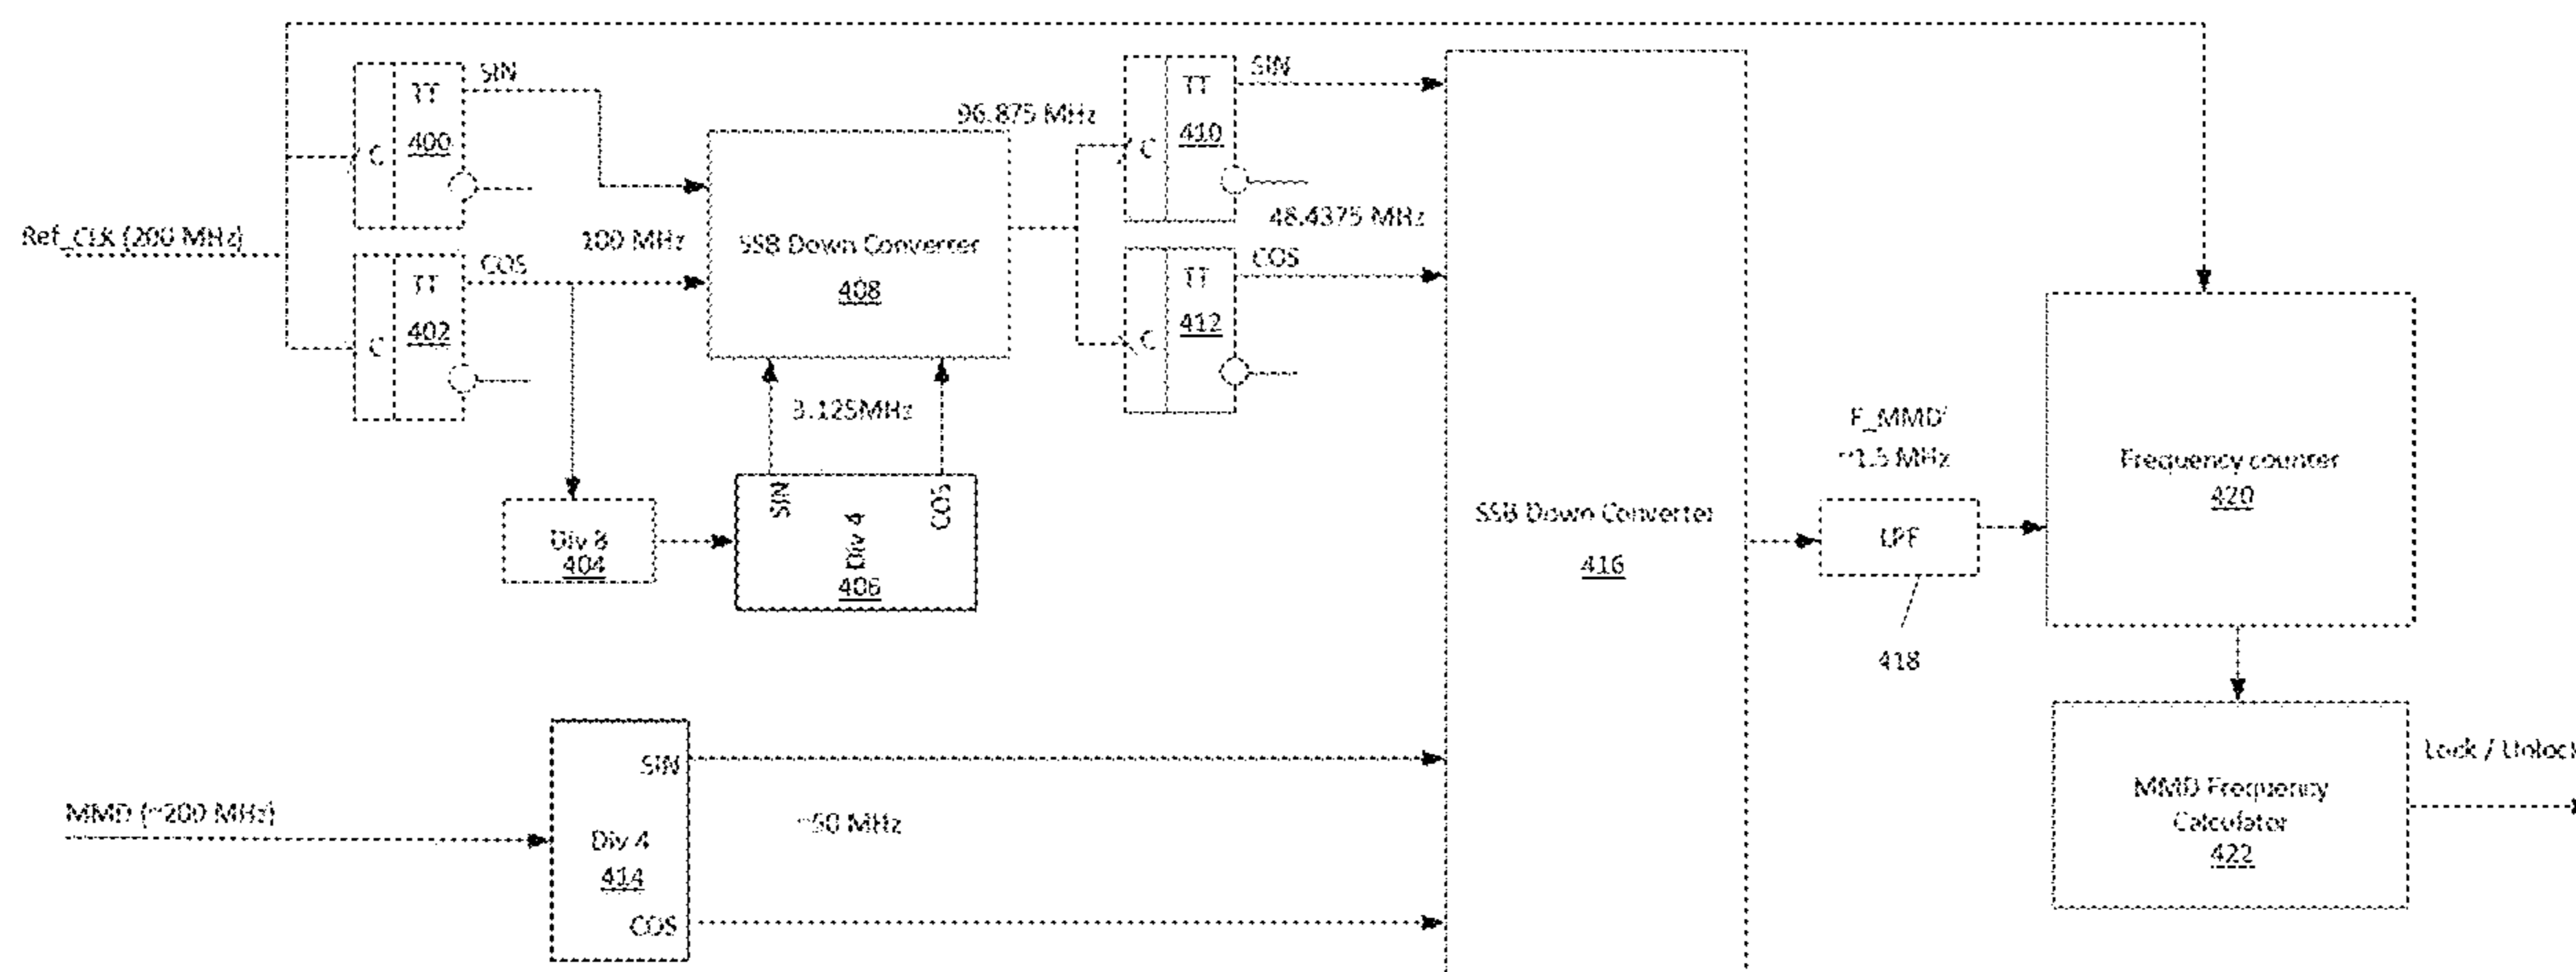 SIN
TT
400
C
Ref_CLK (200 MHz)
COS
TT
402
C
100 MHz
SSB Down Converter
408
96.875 MHz
SIN
TT
410
C
48.4375 MHz
COS
TT
412
C
3.125MHz
Div 8
404
SIN
COS
Div 4
406
SSB Down Converter
416
F_MMD'
~1.5 MHz
LPF
418
Frequency counter
420
MMD Frequency
Calculator
422
Lock / Unlock
MMD (~200 MHz)
SIN
Div 4
414
COS
~50 MHz